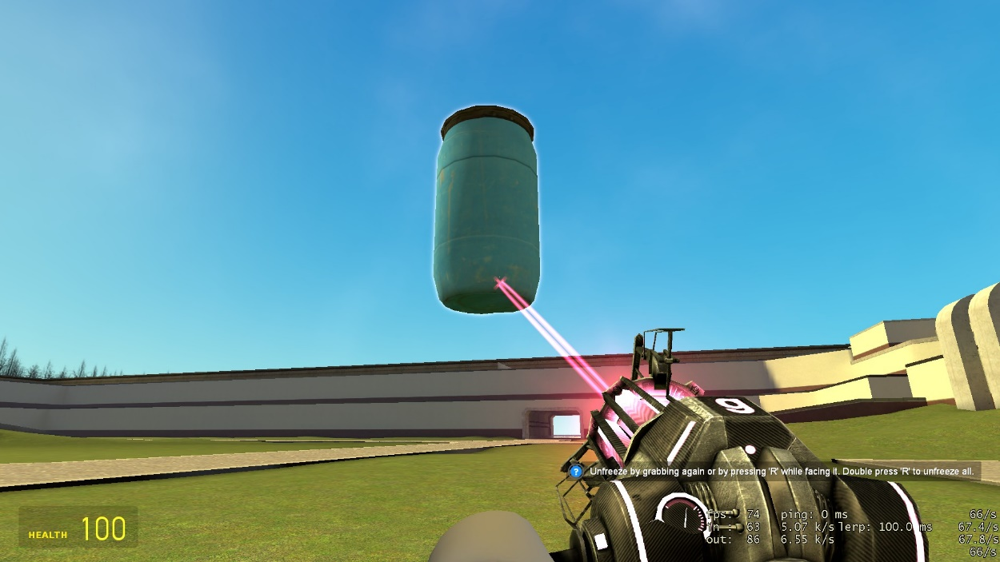 g
Unfreeze by grabbing again or by pressing 'R' while facing it. Double press 'R' to unfreeze all.
fps: 74 ping: 0 ms 66/s
in : 63 5.07 k/s lerp: 100.0 ms 67.4/s
out: 86 6.55 k/s 67.8/s
66/s
HEALTH 100